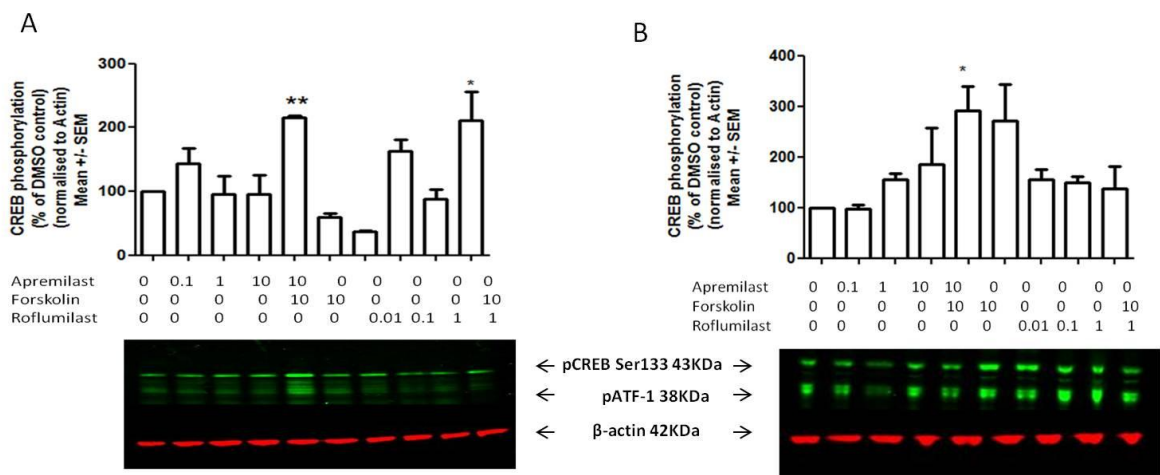 A
CREB phosphorylation
(% of DMSO control)
(normalised to Actin)
Mean +/- SEM
300
200
100
0
**
*
Apremilast 0 0.1 1 10 10 0 0 0 0 0
Forskolin 0 0 0 0 10 10 0 0 0 10
Roflumilast 0 0 0 0 0 0 0.01 0.1 1 1
B
CREB phosphorylation
(% of DMSO control)
(normalised to Actin)
Mean +/- SEM
400
300
200
100
0
*
Apremilast 0 0.1 1 10 10 0 0 0 0 0
Forskolin 0 0 0 0 10 10 0 0 0 10
Roflumilast 0 0 0 0 0 0 0.01 0.1 1 1
pCREB Ser133 43KDa
pATF-1 38KDa
β-actin 42KDa